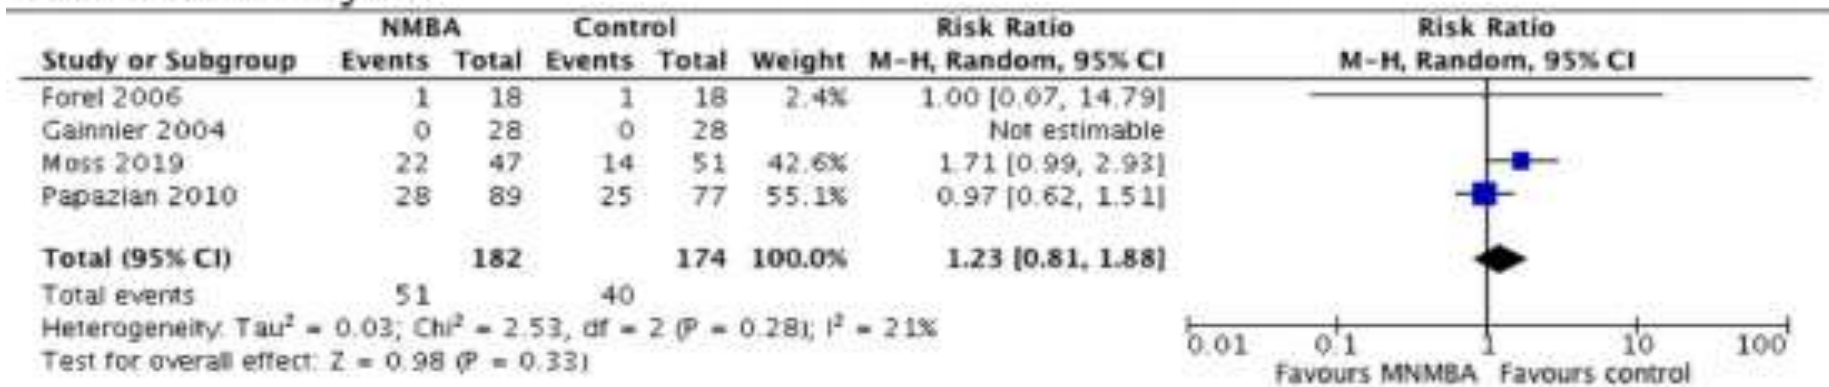 NMBA Control Risk Ratio Risk Ratio
Study or Subgroup Events Total Events Total Weight M-H, Random, 95% CI M-H, Random, 95% CI
Forel 2006 1 18 1 18 2.4% 1.00 [0.07, 14.79]
Gainnier 2004 0 28 0 28 Not estimable
Moss 2019 22 47 14 51 42.6% 1.71 [0.99, 2.93]
Papazian 2010 28 89 25 77 55.1% 0.97 [0.62, 1.51]
Total (95% CI) 182 174 100.0% 1.23 [0.81, 1.88]
Total events 51 40
Heterogeneity: Tau² = 0.03; Chi² = 2.53, df = 2 (P = 0.28); I² = 21%
Test for overall effect: Z = 0.98 (P = 0.33)
0.01 0.1 1 10 100
Favours MNMBA Favours control